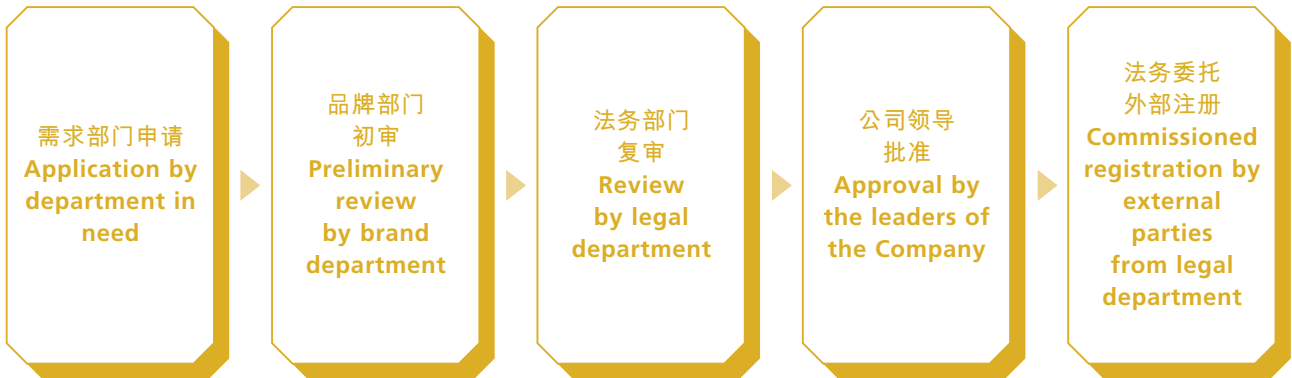 需求部门申请
Application by
department in
need
品牌部门
初审
Preliminary
review
by brand
department
法务部门
复审
Review
by legal
department
公司领导
批准
Approval by
the leaders of
the Company
法务委托
外部注册
Commissioned
registration by
external
parties
from legal
department